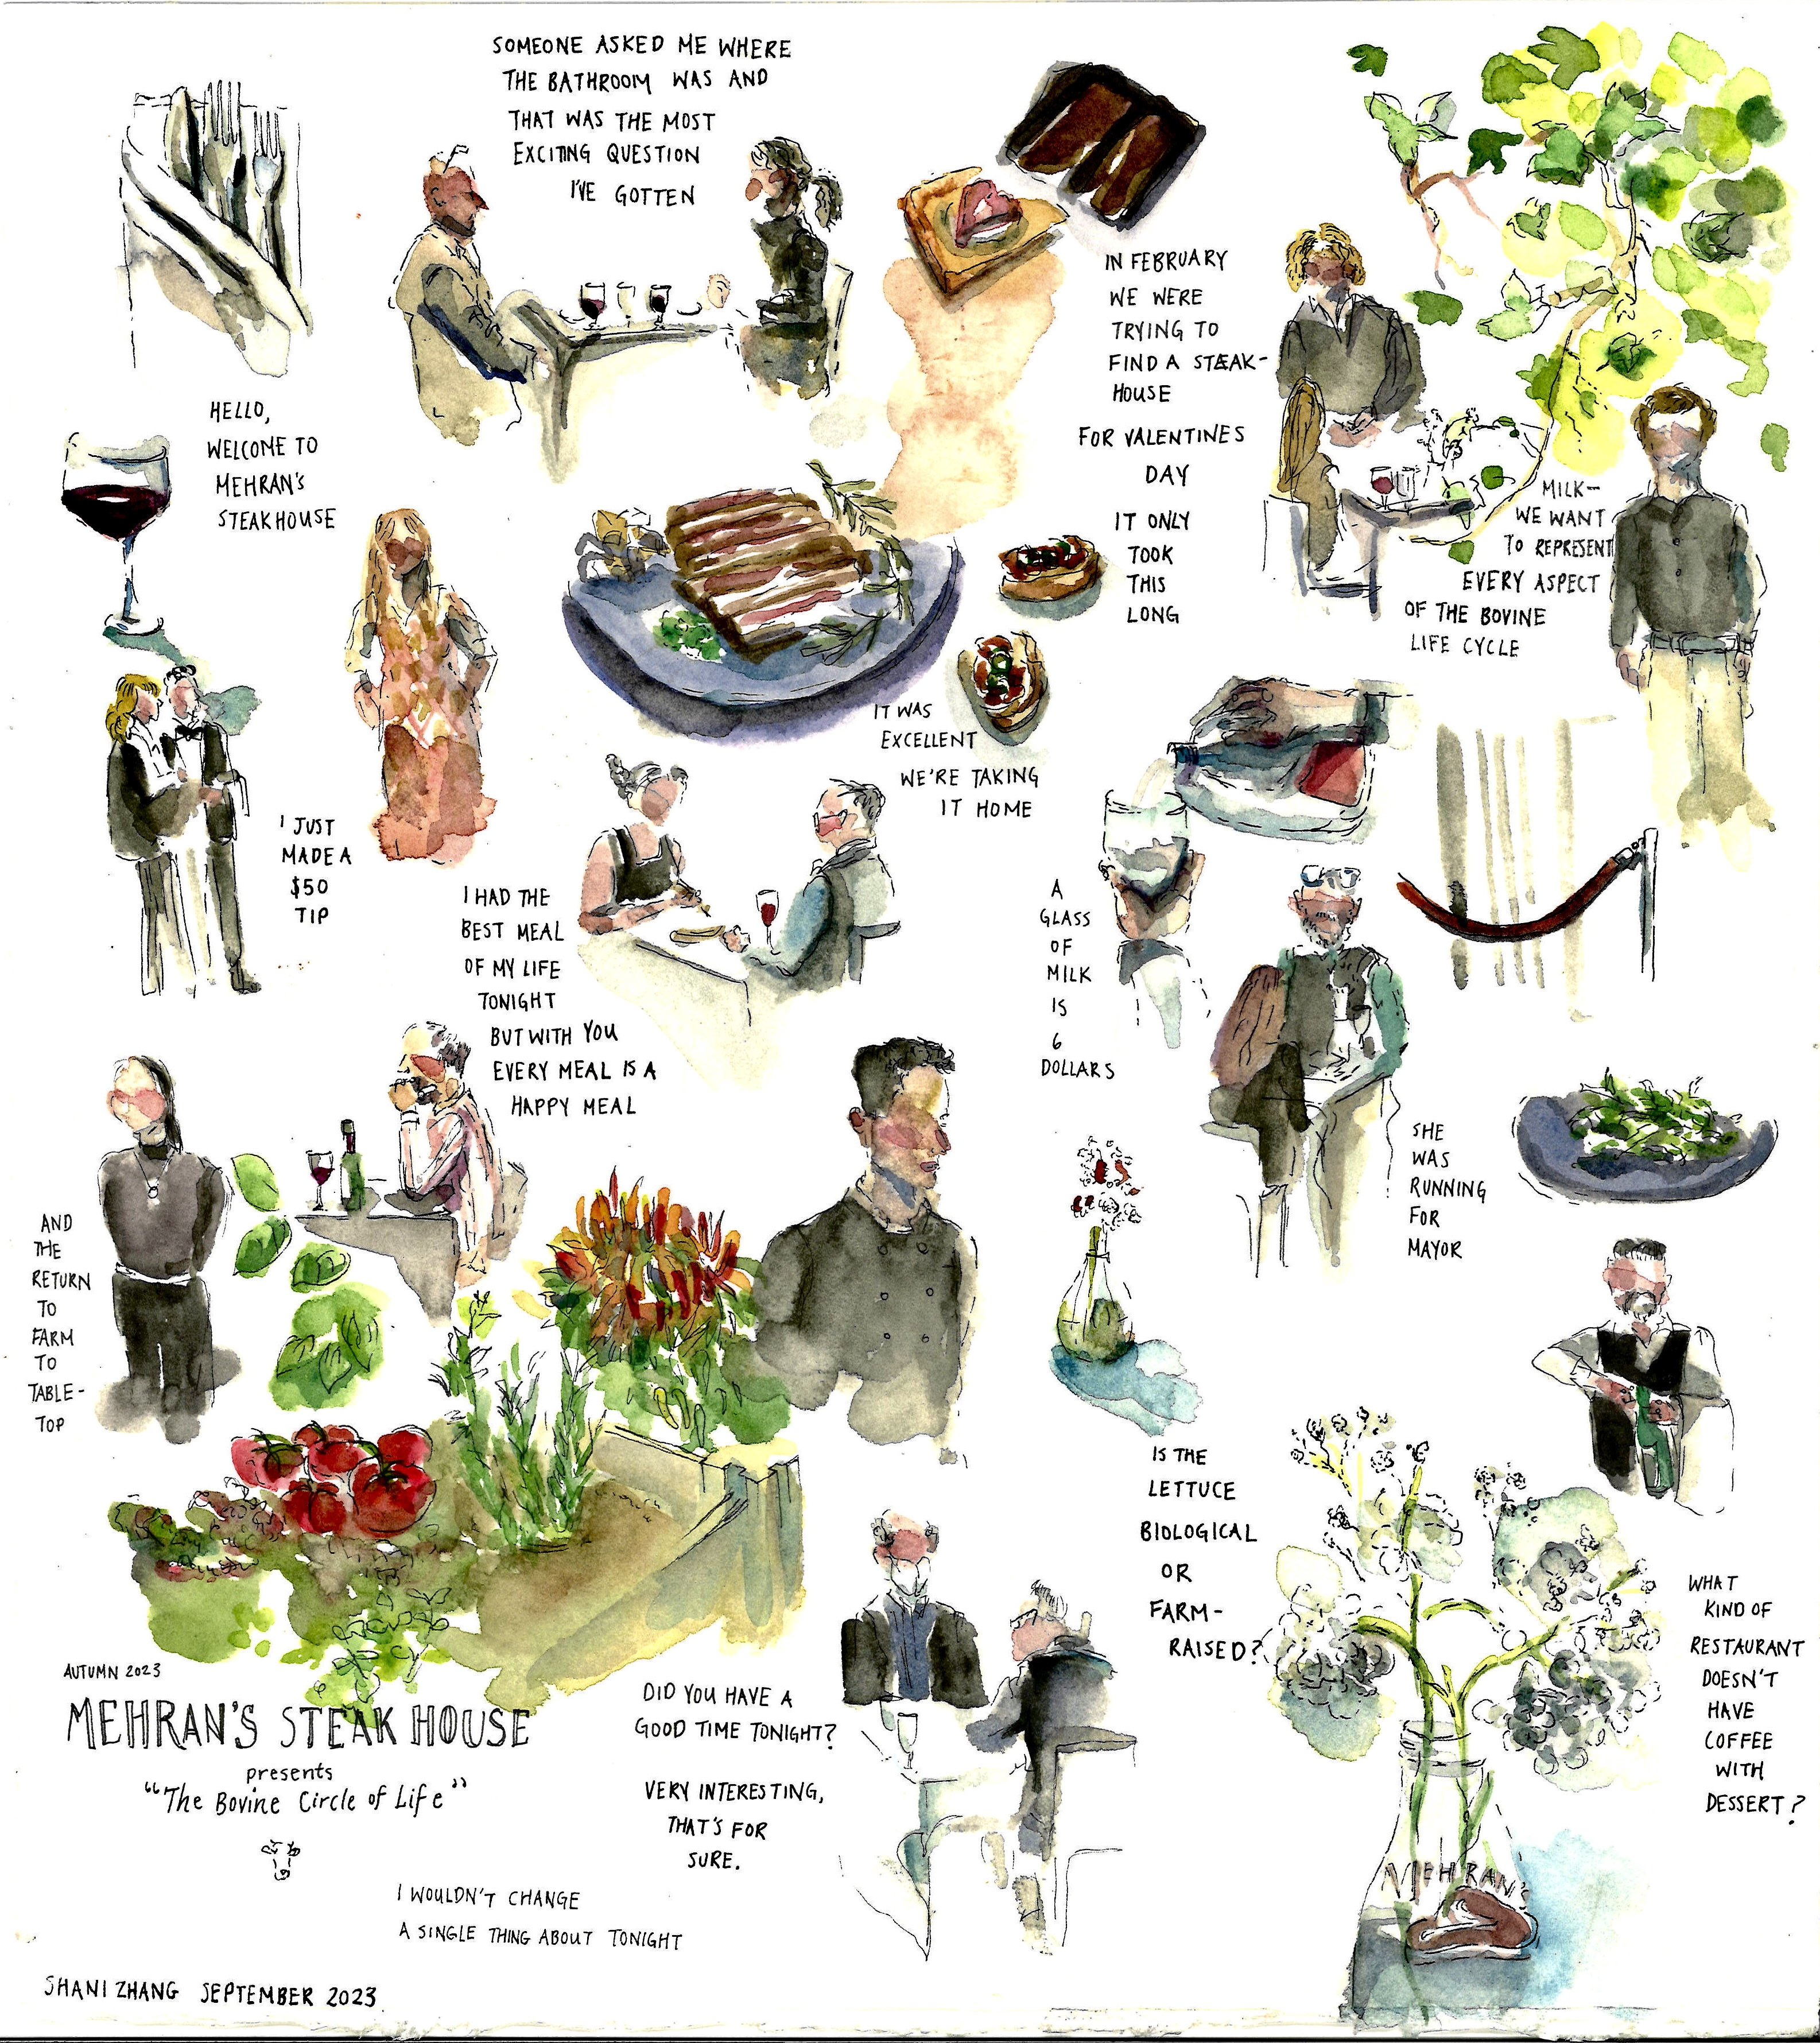 SOMEONE ASKED ME WHERE
THE BATHROOM WAS AND
THAT WAS THE MOST
EXCITING QUESTION
I'VE GOTTEN
HELLO,
WELCOME TO
MEHRAN'S
STEAKHOUSE
IN FEBRUARY
WE WERE
TRYING TO
FIND A STEAK-
HOUSE
FOR VALENTINES
DAY
IT ONLY
TOOK
THIS
LONG
MILK-
WE WANT
TO REPRESENT
EVERY ASPECT
OF THE BOVINE
LIFE CYCLE
IT WAS
EXCELLENT
WE'RE TAKING
IT HOME
I JUST
MADE A
$50
TIP
I HAD THE
BEST MEAL
OF MY LIFE
TONIGHT
BUT WITH YOU
EVERY MEAL IS A
HAPPY MEAL
A
GLASS
OF
MILK
IS
6
DOLLARS
SHE
WAS
RUNNING
FOR
MAYOR
AND
THE
RETURN
TO
FARM
TO
TABLE-
TOP
IS THE
LETTUCE
BIOLOGICAL
OR
FARM-
RAISED?
WHAT
KIND OF
RESTAURANT
DOESN'T
HAVE
COFFEE
WITH
DESSERT?
AUTUMN 2023
MEHRAN'S STEAK HOUSE
presents
"The Bovine Circle of Life"
DID YOU HAVE A
GOOD TIME TONIGHT?
VERY INTERESTING,
THAT'S FOR
SURE.
MEHRAN'S
I WOULDN'T CHANGE
A SINGLE THING ABOUT TONIGHT
SHANI ZHANG SEPTEMBER 2023